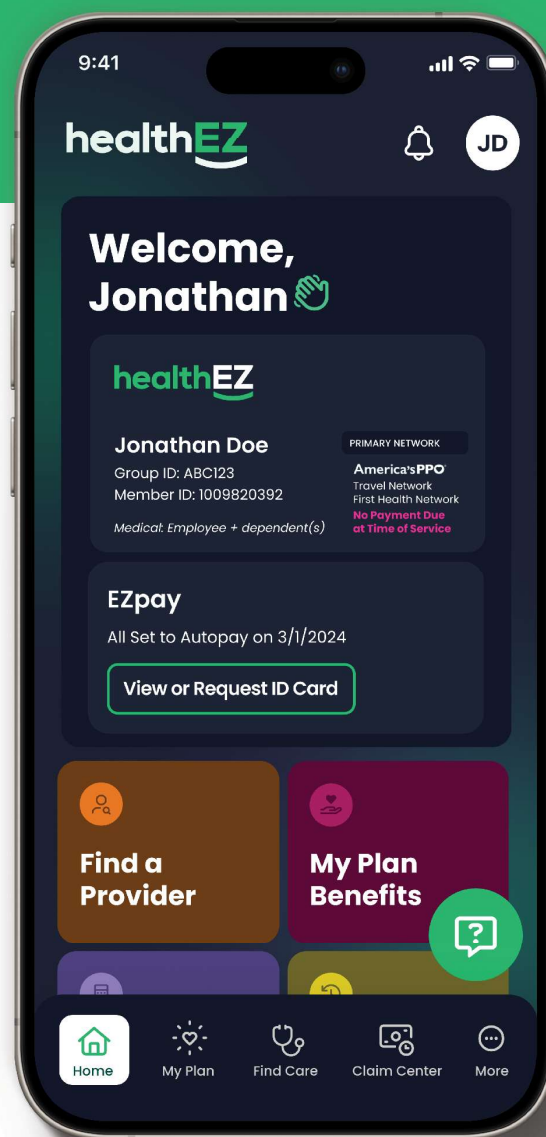 9:41
healthEZ
JD
Welcome,
Jonathan
healthEZ
Jonathan Doe
Group ID: ABC123
Member ID: 1009820392
Medical: Employee + dependent(s)
PRIMARY NETWORK
America'sPPO
Travel Network
First Health Network
No Payment Due
at Time of Service
EZpay
All Set to Autopay on 3/1/2024
View or Request ID Card
Find a
Provider
My Plan
Benefits
?
Home
My Plan
Find Care
Claim Center
More